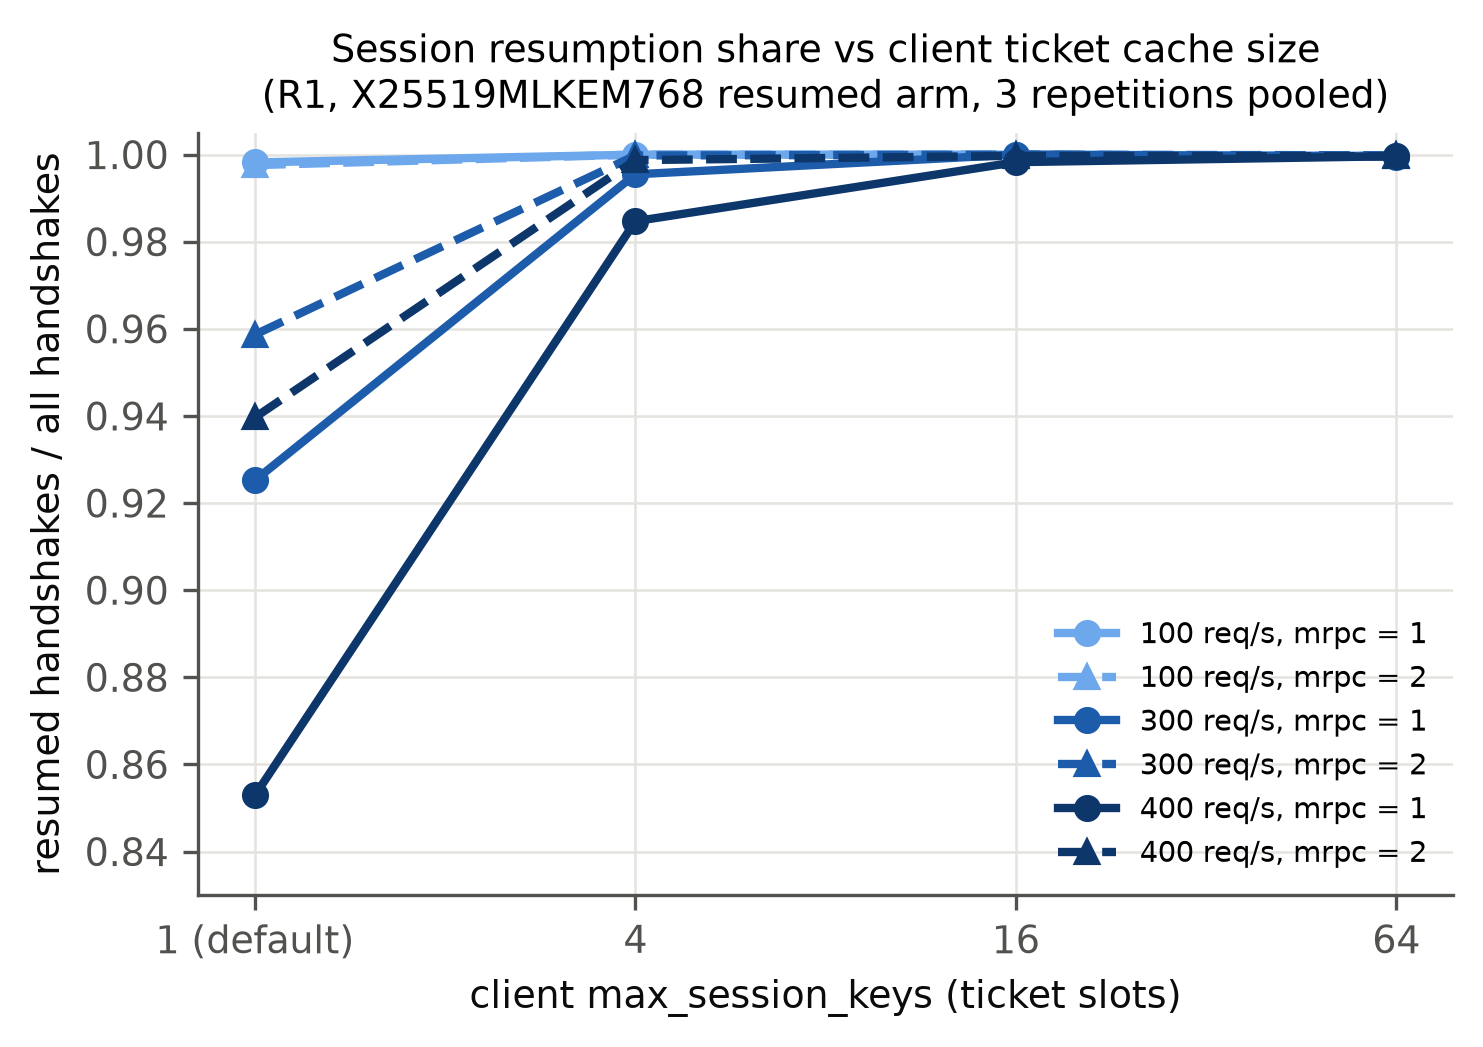 Session resumption share vs client ticket cache size
(R1, X25519MLKEM768 resumed arm, 3 repetitions pooled)
resumed handshakes / all handshakes
1.00
0.98
0.96
0.94
0.92
0.90
0.88
0.86
0.84
100 req/s, mrpc = 1
100 req/s, mrpc = 2
300 req/s, mrpc = 1
300 req/s, mrpc = 2
400 req/s, mrpc = 1
400 req/s, mrpc = 2
1 (default)
4
16
64
client max_session_keys (ticket slots)